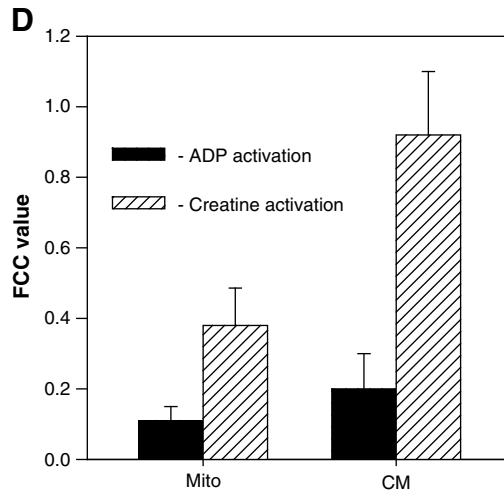 D
1.2
1.0
0.8
0.6
0.4
0.2
0.0
FCC value
- ADP activation
- Creatine activation
Mito
CM